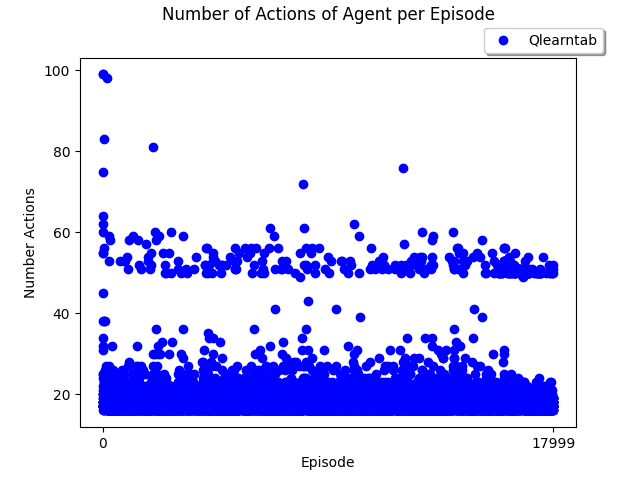 Number of Actions of Agent per Episode
Qlearntab
100
80
60
40
20
Number Actions
0
17999
Episode